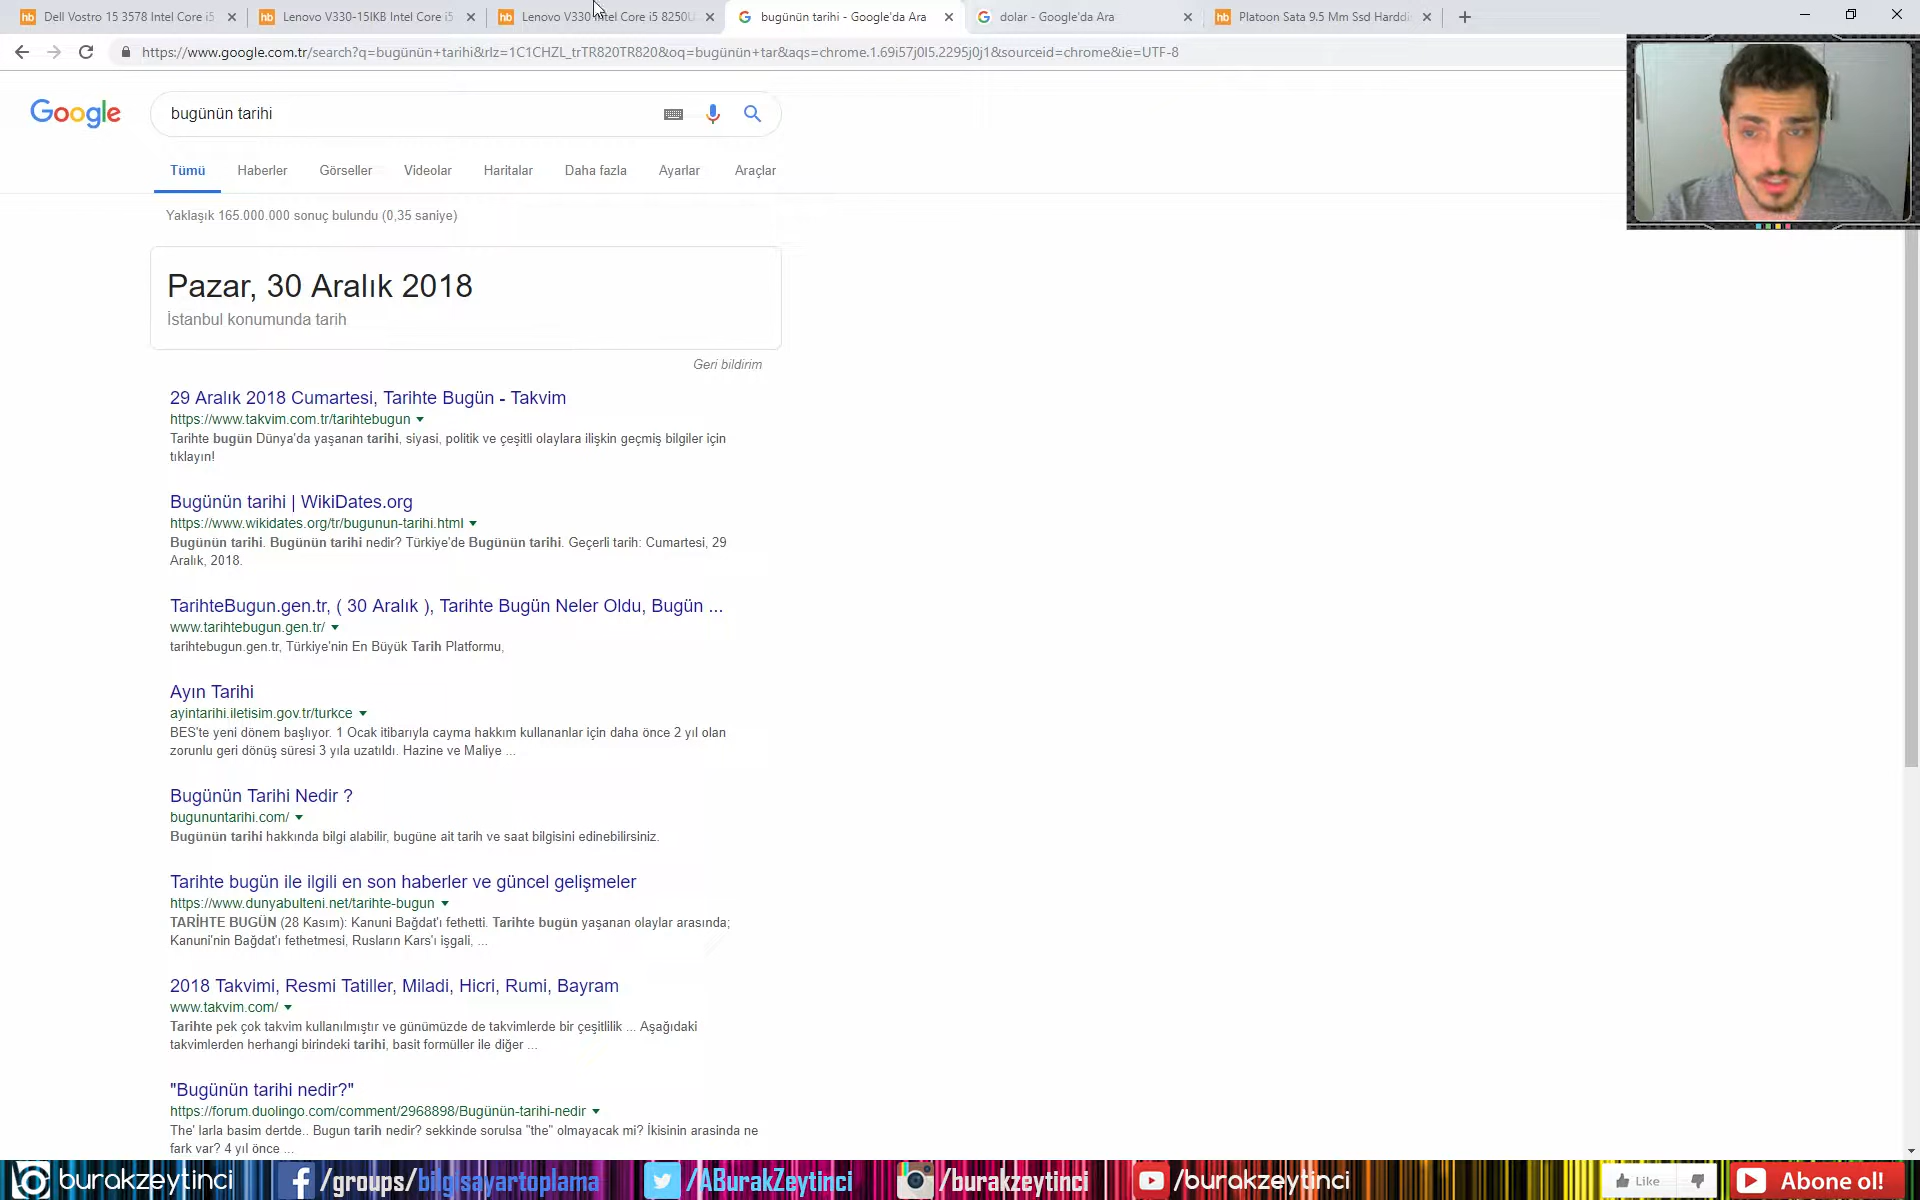 hb Dell Vostro 15 3578 Intel Core i5
hb Lenovo V330-15IKB Intel Core i5
hb Lenovo V330 Intel Core i5 8250U
G bugünün tarihi - Google'da Ara
G dolar - Google'da Ara
hb Platoon Sata 9.5 Mm Ssd Harddi
https://www.google.com.tr/search?q=bugünün+tarihi&rlz=1C1CHZL_trTR820TR820&oq=bugünün+tar&aqs=chrome.1.69i57j0l5.2295j0j1&sourceid=chrome&ie=UTF-8
Google
bugünün tarihi
Tümü Haberler Görseller Videolar Haritalar Daha fazla Ayarlar Araçlar
Yaklaşık 165.000.000 sonuç bulundu (0,35 saniye)
Pazar, 30 Aralık 2018
İstanbul konumunda tarih
Geri bildirim
29 Aralık 2018 Cumartesi, Tarihte Bugün - Takvim
https://www.takvim.com.tr/tarihtebugun
Tarihte bugün Dünya'da yaşanan tarihi, siyasi, politik ve çeşitli olaylara ilişkin geçmiş bilgiler için
tıklayın!
Bugünün tarihi | WikiDates.org
https://www.wikidates.org/tr/bugunun-tarihi.html
Bugünün tarihi. Bugünün tarihi nedir? Türkiye'de Bugünün tarihi. Geçerli tarih: Cumartesi, 29
Aralık, 2018.
TarihteBugun.gen.tr, ( 30 Aralık ), Tarihte Bugün Neler Oldu, Bugün ...
www.tarihtebugun.gen.tr/
tarihtebugun.gen.tr, Türkiye'nin En Büyük Tarih Platformu,
Ayın Tarihi
ayintarihi.iletisim.gov.tr/turkce
BES'te yeni dönem başlıyor. 1 Ocak itibarıyla cayma hakkım kullananlar için daha önce 2 yıl olan
zorunlu geri dönüş süresi 3 yıla uzatıldı. Hazine ve Maliye ...
Bugünün Tarihi Nedir ?
bugununtarihi.com/
Bugünün tarihi hakkında bilgi alabilir, bugüne ait tarih ve saat bilgisini edinebilirsiniz.
Tarihte bugün ile ilgili en son haberler ve güncel gelişmeler
https://www.dunyabulteni.net/tarihte-bugun
TARİHTE BUGÜN (28 Kasım): Kanuni Bağdat'ı fethetti. Tarihte bugün yaşanan olaylar arasında;
Kanuni'nin Bağdat'ı fethetmesi, Rusların Kars'ı işgali, ...
2018 Takvimi, Resmi Tatiller, Miladi, Hicri, Rumi, Bayram
www.takvim.com/
Tarihte pek çok takvim kullanılmıştır ve günümüzde de takvimlerde bir çeşitlilik ... Aşağıdaki
takvimlerden herhangi birindeki tarihi, basit formüller ile diğer ...
"Bugünün tarihi nedir?"
https://forum.duolingo.com/comment/2968898/Bugünün-tarihi-nedir
The' larla basim dertde.. Bugun tarih nedir? sekkinde sorulsa "the" olmayacak mi? İkisinin arasinda ne
fark var? 4 yıl önce ...
burakzeytinci
/groups/bilgisayartoplama
/ABurakZeytinci
/burakzeytinci
/burakzeytinci
Like
Abone ol!